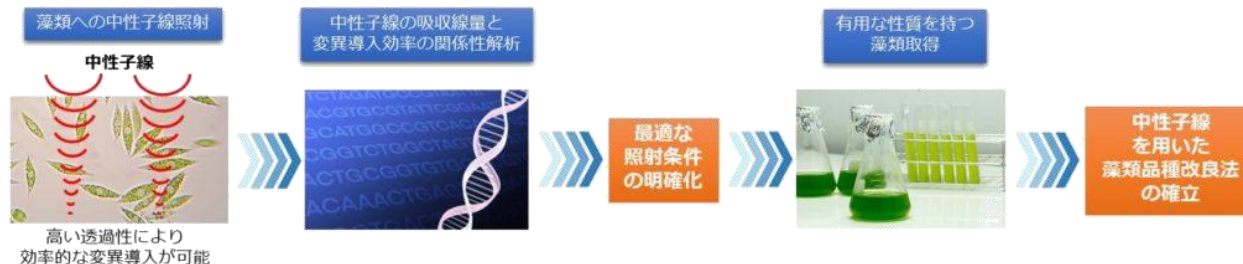 藻類への中性子線照射
中性子線
高い透過性により
効率的な変異導入が可能
中性子線の吸収線量と
変異導入効率の関係性解析
最適な
照射条件
の明確化
有用な性質を持つ
藻類取得
中性子線
を用いた
藻類品種改良法
の確立